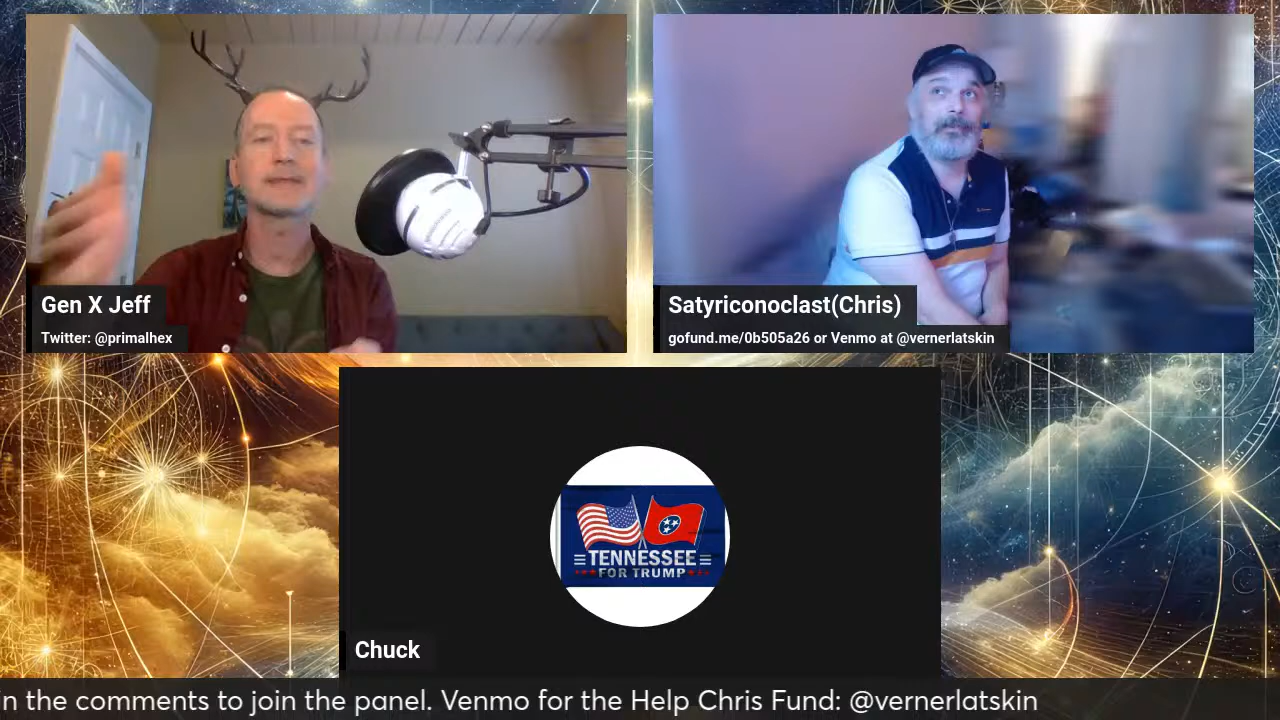 Gen X Jeff
Twitter: @primalhex
Satyriconoclast(Chris)
gofund.me/0b505a26 or Venmo at @vernerlatskin
TENNESSEE
FOR TRUMP
Chuck
n the comments to join the panel. Venmo for the Help Chris Fund: @vernerlatskin